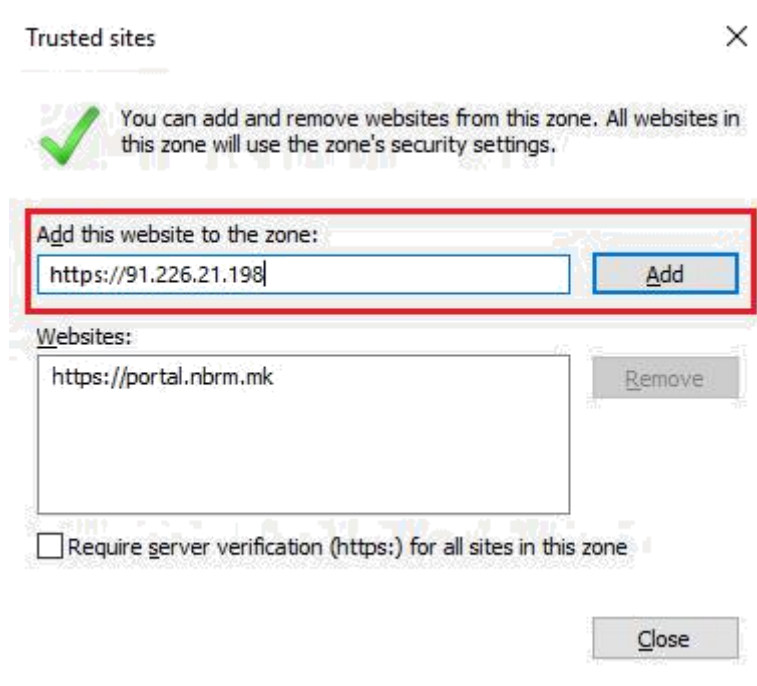 Trusted sites
You can add and remove websites from this zone. All websites in
this zone will use the zone's security settings.
Add this website to the zone:
https://91.226.21.198
Add
Websites:
https://portal.nbrm.mk
Remove
Require server verification (https:) for all sites in this zone
Close